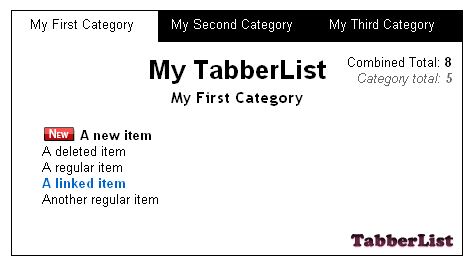 My First Category My Second Category My Third Category
My TabberList
Combined Total: 8
Category total: 5
My First Category
New A new item
A deleted item
A regular item
A linked item
Another regular item
TabberList